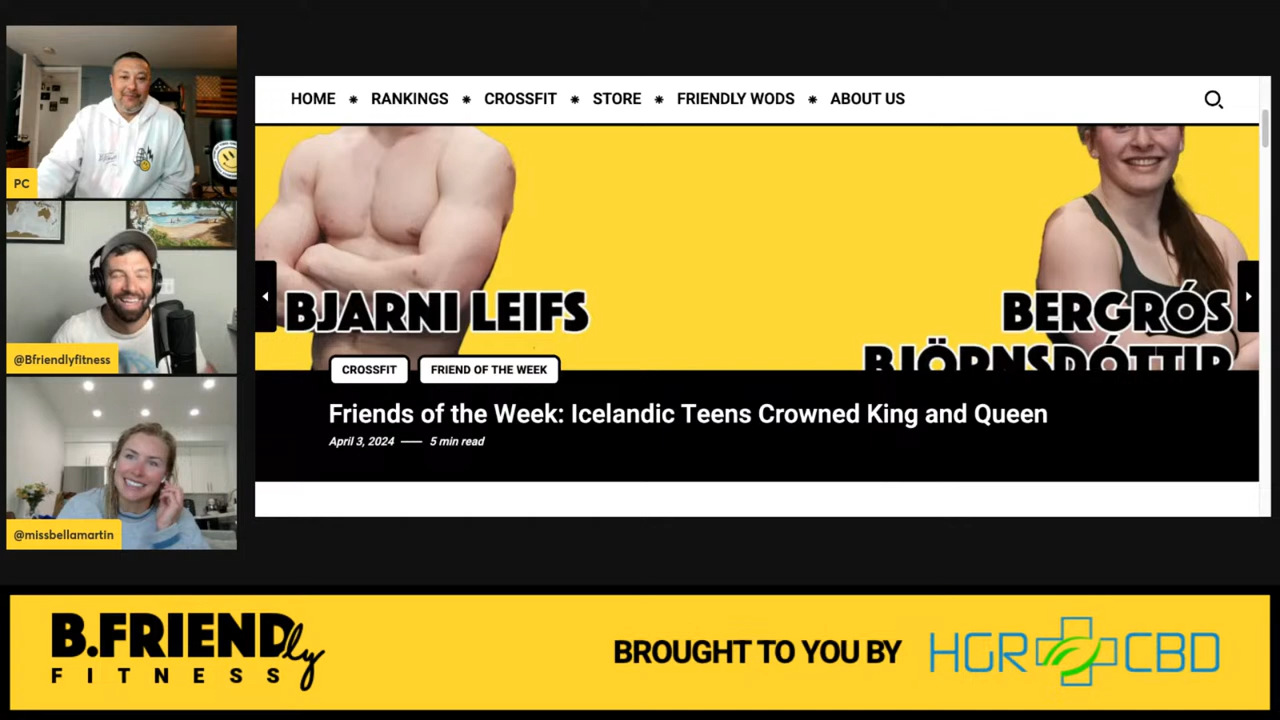 PC
@Bfriendlyfitness
@missbellamartin
HOME ✸ RANKINGS ✸ CROSSFIT ✸ STORE ✸ FRIENDLY WODS ✸ ABOUT US
BJARNI LEIFS
BERGRÓS
BJÖRNSDÓTTIR
CROSSFIT FRIEND OF THE WEEK
Friends of the Week: Icelandic Teens Crowned King and Queen
April 3, 2024 — 5 min read
B.FRIENDly
FITNESS
BROUGHT TO YOU BY
HGR CBD